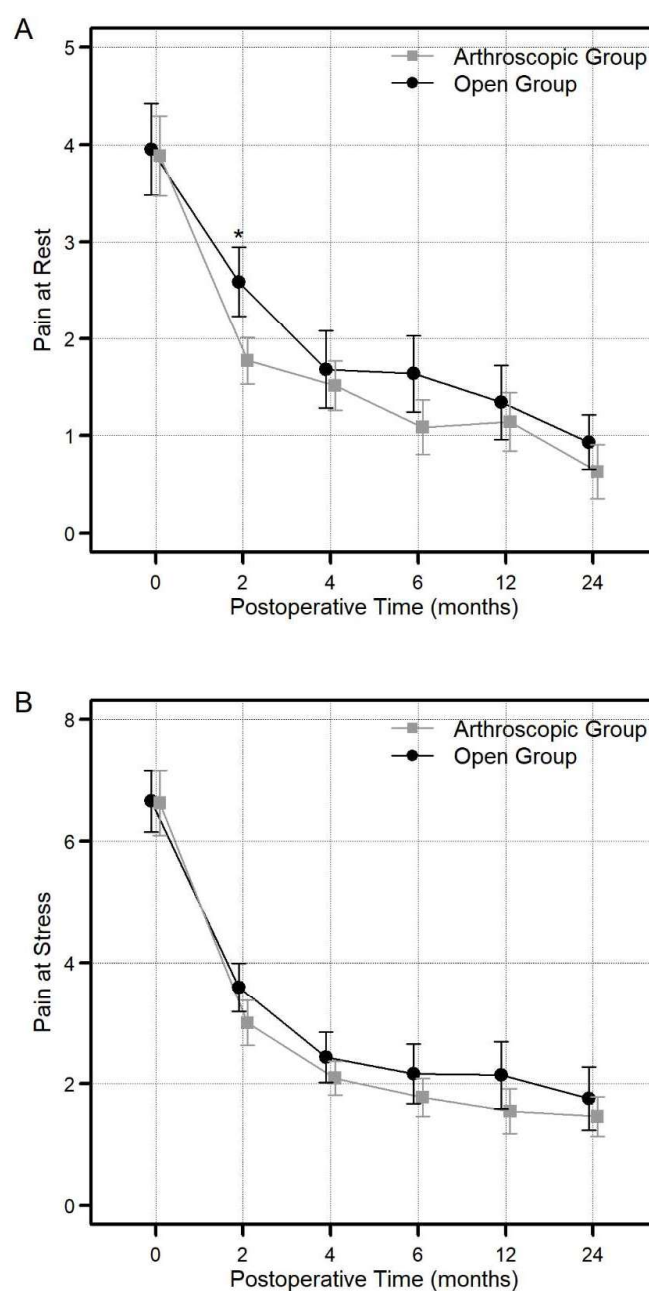 A
5
Arthroscopic Group
Open Group
4
3
*
2
1
0
Pain at Rest
0 2 4 6 12 24
Postoperative Time (months)
B
8
Arthroscopic Group
Open Group
6
4
2
0
Pain at Stress
0 2 4 6 12 24
Postoperative Time (months)